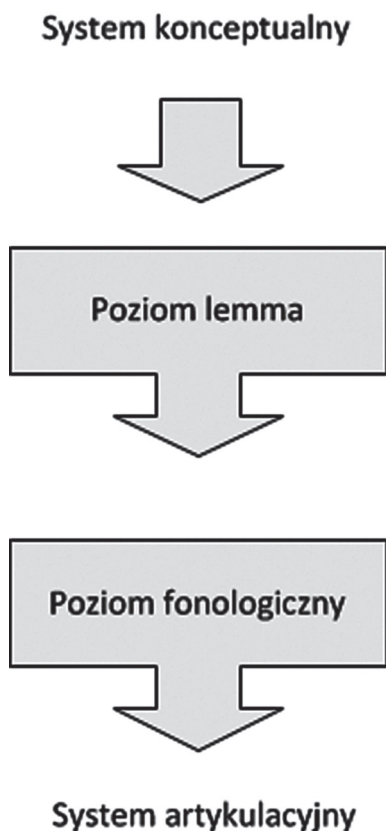 System konceptualny
Poziom lemma
Poziom fonologiczny
System artykulacyjny